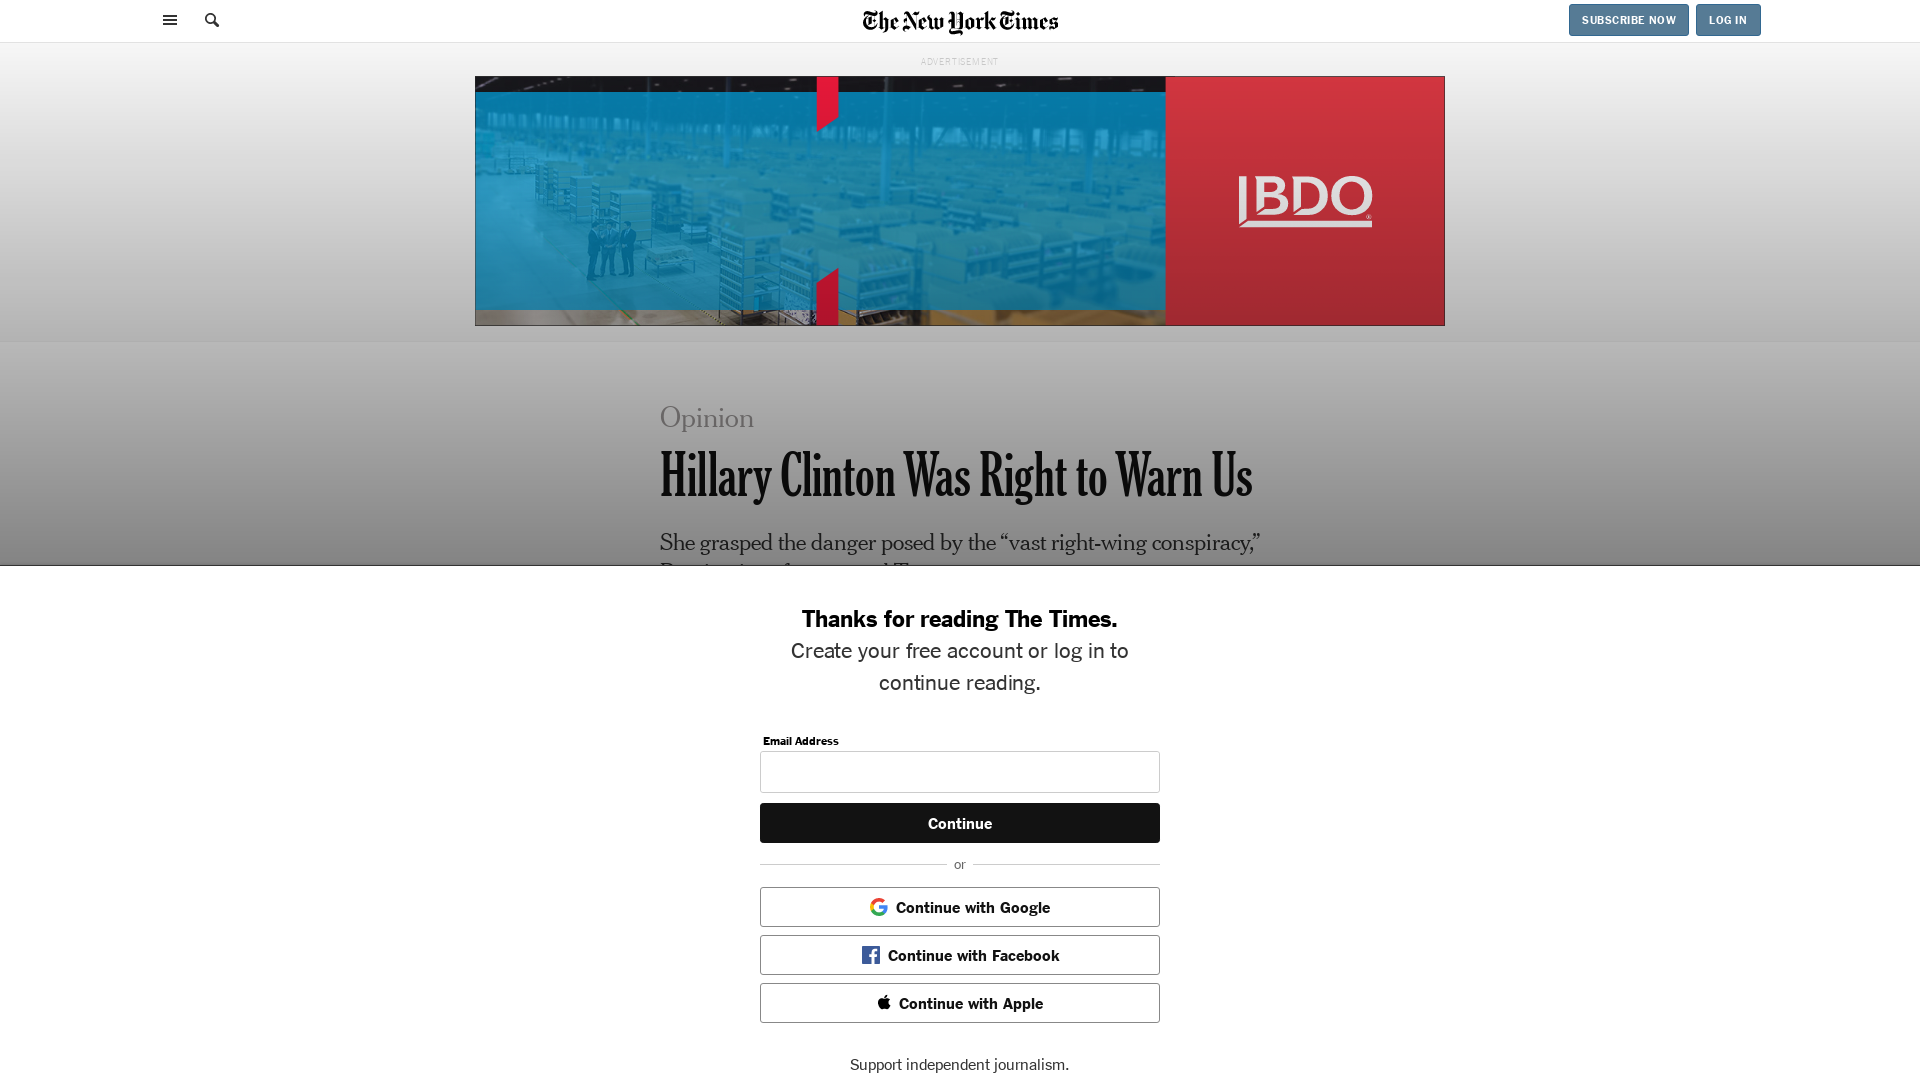 The New York Times
SUBSCRIBE NOW
LOG IN
ADVERTISEMENT
IBDO
Opinion
Hillary Clinton Was Right to Warn Us
She grasped the danger posed by the “vast right-wing conspiracy,”
Thanks for reading The Times.
Create your free account or log in to
continue reading.
Email Address
Continue
or
Continue with Google
Continue with Facebook
Continue with Apple
Support independent journalism.